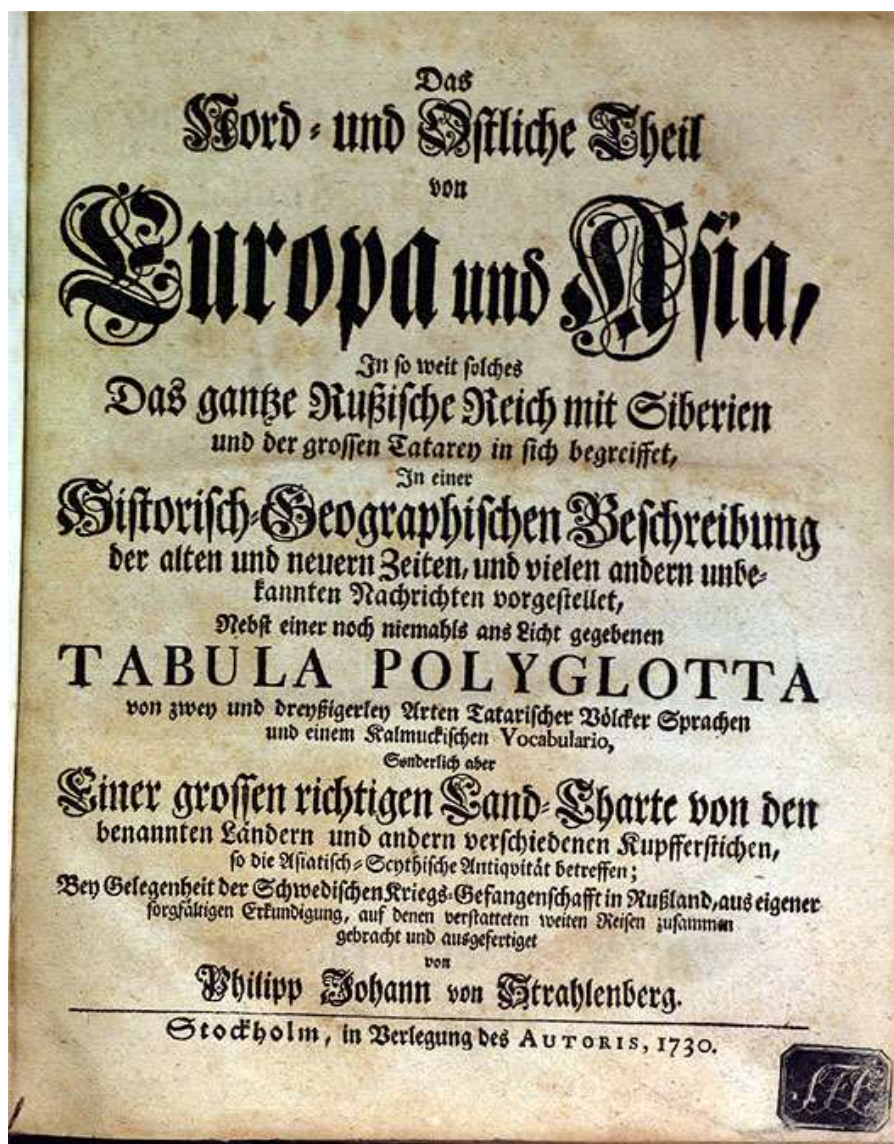 Das
Nord- und Ostliche Theil
von
Europa und Asia,
In so weit solches
Das gantze Rußische Reich mit Siberien
und der grossen Tatarey in sich begreiffet,
In einer
Historisch-Geographischen Beschreibung
der alten und neuern Zeiten, und vielen andern unbe-
kannten Nachrichten vorgestellet,
Nebst einer noch niemahls ans Licht gegebenen
TABULA POLYGLOTTA
von zwey und dreyßigerley Arten Tatarischer Völcker Sprachen
und einem Kalmuckischen Vocabulario,
Sonderlich aber
Einer grossen richtigen Land-Charte von den
benannten Ländern und andern verschiedenen Kupfferstichen,
so die Asiatisch-Scythische Antiqvität betreffen;
Bey Gelegenheit der Schwedischen Kriegs-Gefangenschafft in Rußland, aus eigener
sorgfältigen Erkundigung, auf denen verstatteten weiten Reisen zusammen
gebracht und ausgefertiget
von
Philipp Johann von Strahlenberg.
Stockholm, in Verlegung des AUTORIS, 1730.